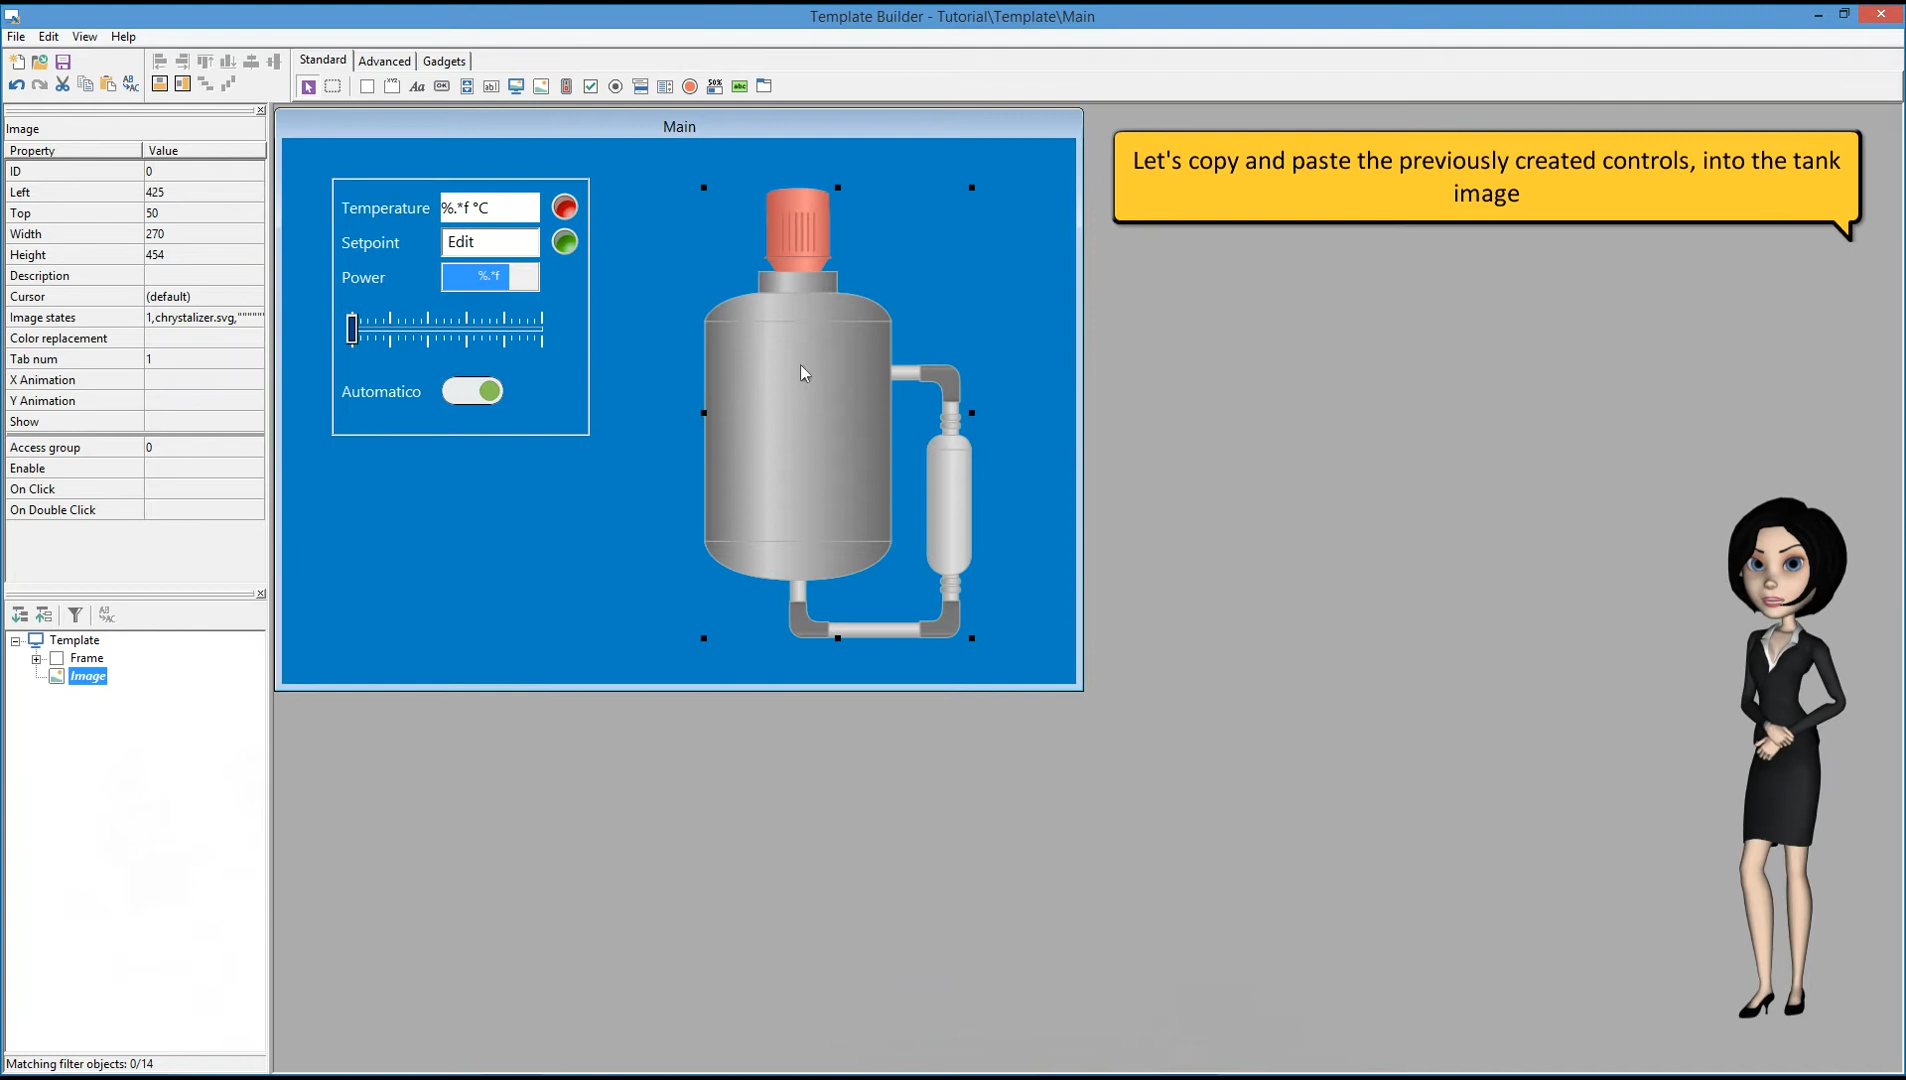 Template Builder - Tutorial\Template\Main
File Edit View Help
Standard Advanced Gadgets
Image
Property Value
ID 0
Left 425
Top 50
Width 270
Height 454
Description
Cursor (default)
Image states 1,chrystalizer.svg,""""""
Color replacement
Tab num 1
X Animation
Y Animation
Show
Access group 0
Enable
On Click
On Double Click
Template
Frame
Image
Matching filter objects: 0/14
Main
Temperature %.*f °C
Setpoint Edit
Power %.*f
Automatico
Let's copy and paste the previously created controls, into the tank
image